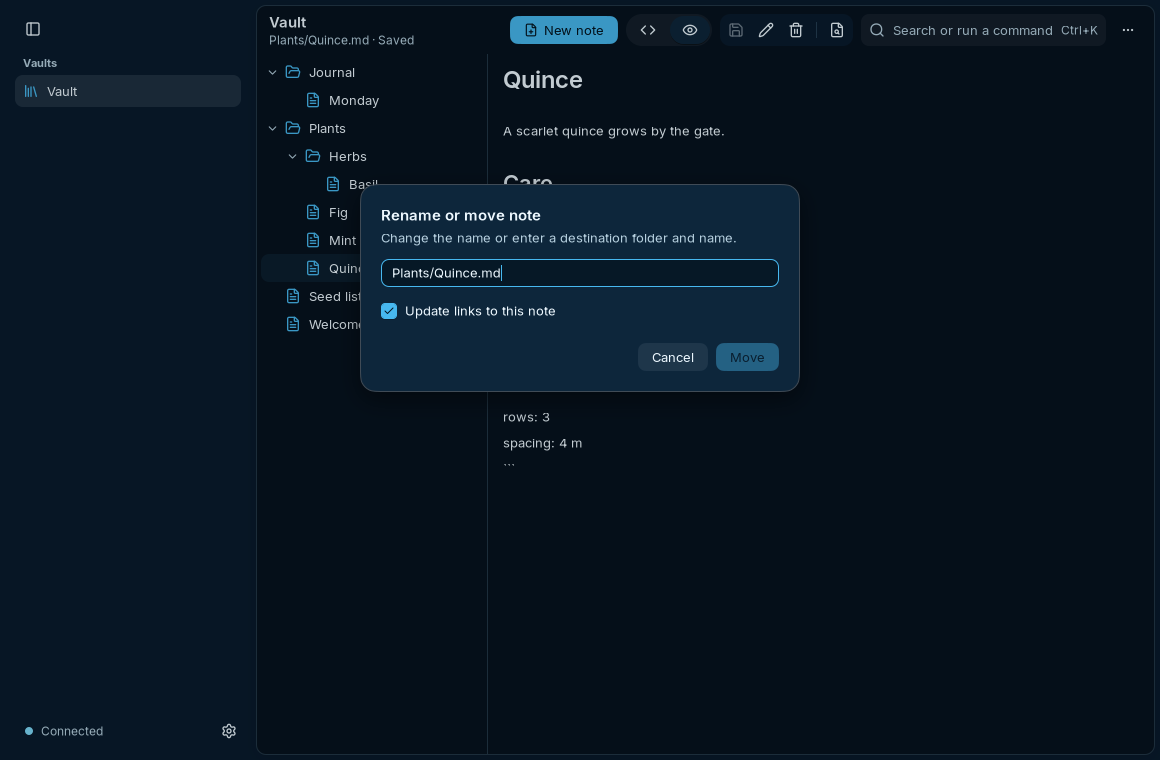 Vaults
Vault
Connected
Vault
Plants/Quince.md · Saved
New note
Search or run a command Ctrl+K
Journal
Monday
Plants
Herbs
Basil
Fig
Mint
Seed list
Welcome
Quince
A scarlet quince grows by the gate.
Care
Rename or move note
Change the name or enter a destination folder and name.
Plants/Quince.md
Update links to this note
Cancel
Move
rows: 3
spacing: 4 m
...